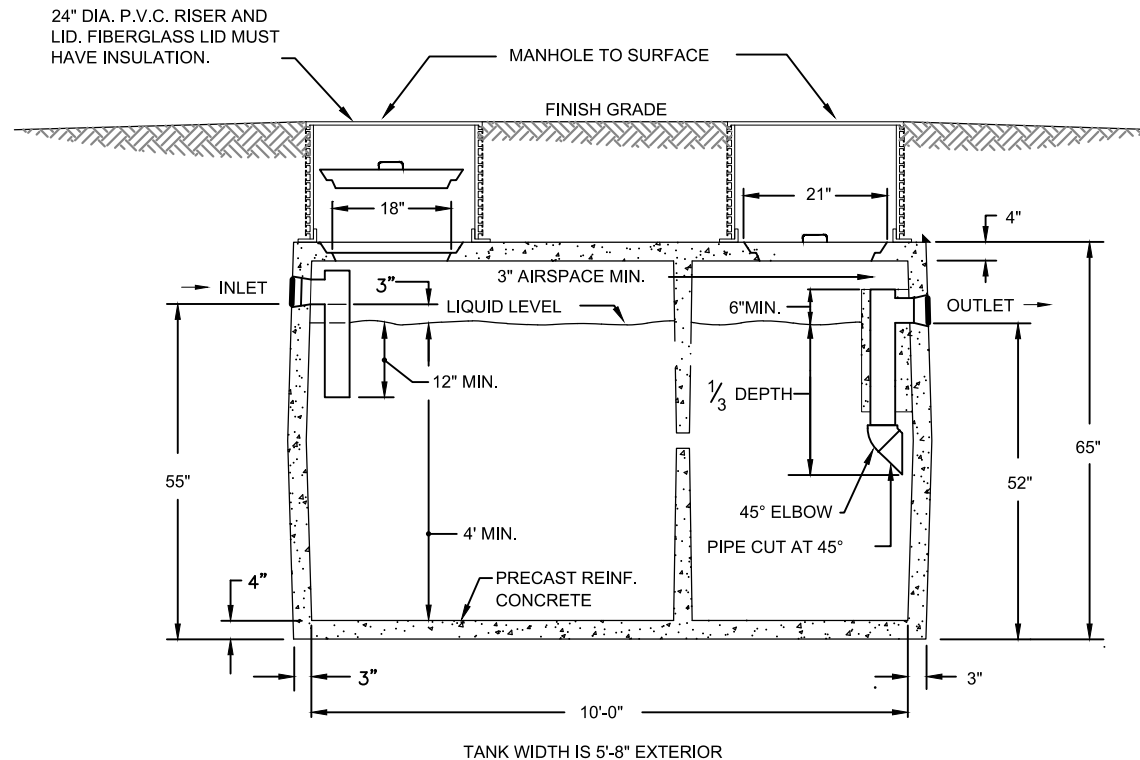 24" DIA. P.V.C. RISER AND
LID. FIBERGLASS LID MUST
HAVE INSULATION.
MANHOLE TO SURFACE
FINISH GRADE
18"
21"
4"
3" AIRSPACE MIN.
→ INLET
3"
LIQUID LEVEL
6"MIN.
OUTLET →
12" MIN.
1/3 DEPTH
55"
65"
52"
45° ELBOW
4' MIN.
PIPE CUT AT 45°
4"
PRECAST REINF.
CONCRETE
3"
3"
10'-0"
TANK WIDTH IS 5'-8" EXTERIOR